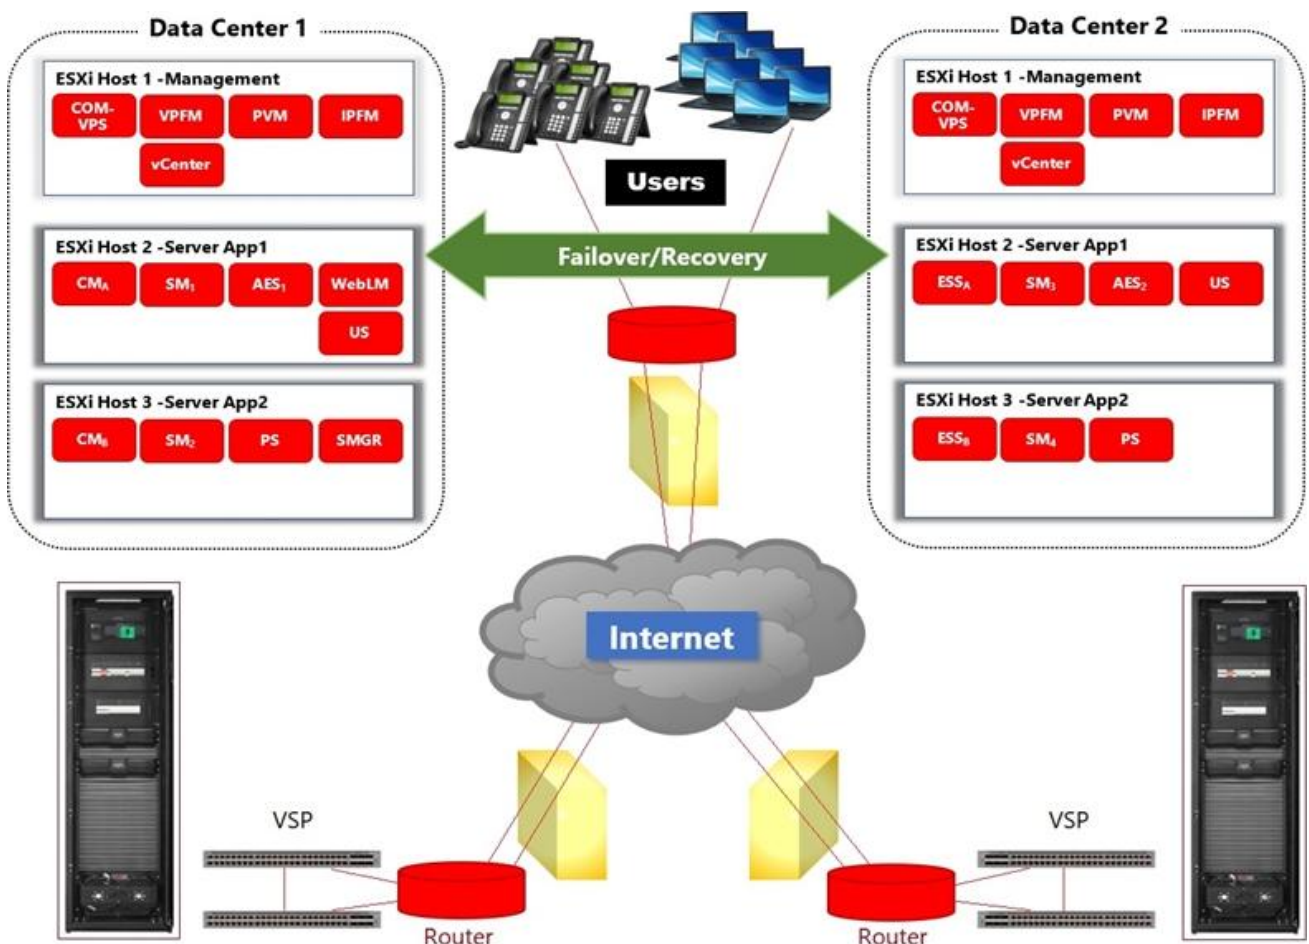 Data Center 1
ESXi Host 1 -Management
COM-
VPS
VPFM
PVM
IPFM
vCenter
ESXi Host 2 -Server App1
CMA
SM1
AES1
WebLM
US
ESXi Host 3 -Server App2
CMB
SM2
PS
SMGR
Users
Failover/Recovery
Data Center 2
ESXi Host 1 -Management
COM-
VPS
VPFM
PVM
IPFM
vCenter
ESXi Host 2 -Server App1
ESSA
SM3
AES2
US
ESXi Host 3 -Server App2
ESSB
SM4
PS
Internet
VSP
Router
VSP
Router